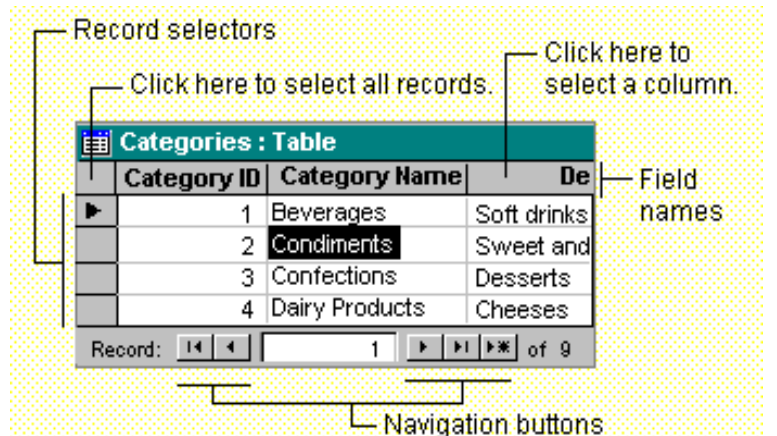 Record selectors
Click here to
select a column.
Click here to select all records.
Categories : Table
Category ID Category Name De
Field
names
1 Beverages Soft drinks
2 Condiments Sweet and
3 Confections Desserts
4 Dairy Products Cheeses
Record: 1 of 9
Navigation buttons